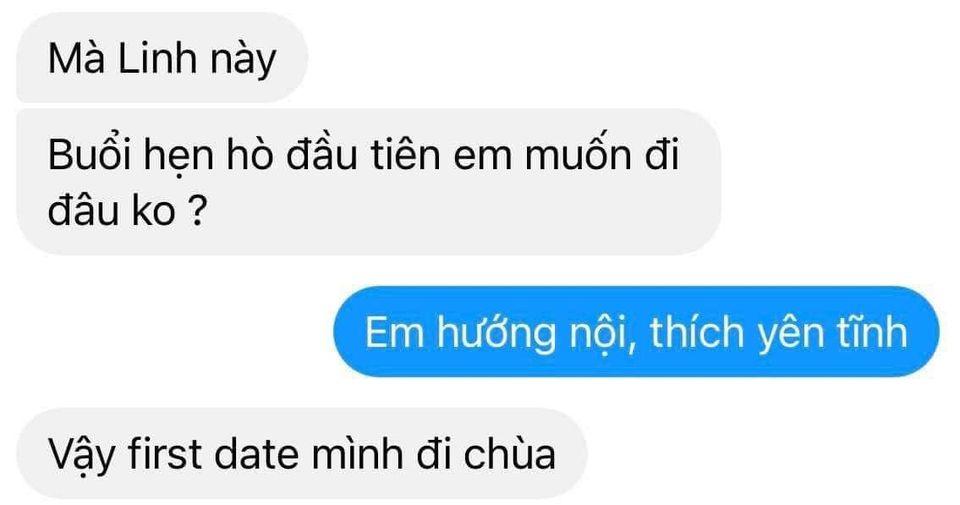 Mà Linh này
Buổi hẹn hò đầu tiên em muốn đi
đâu ko ?
Em hướng nội, thích yên tĩnh
Vậy first date mình đi chùa